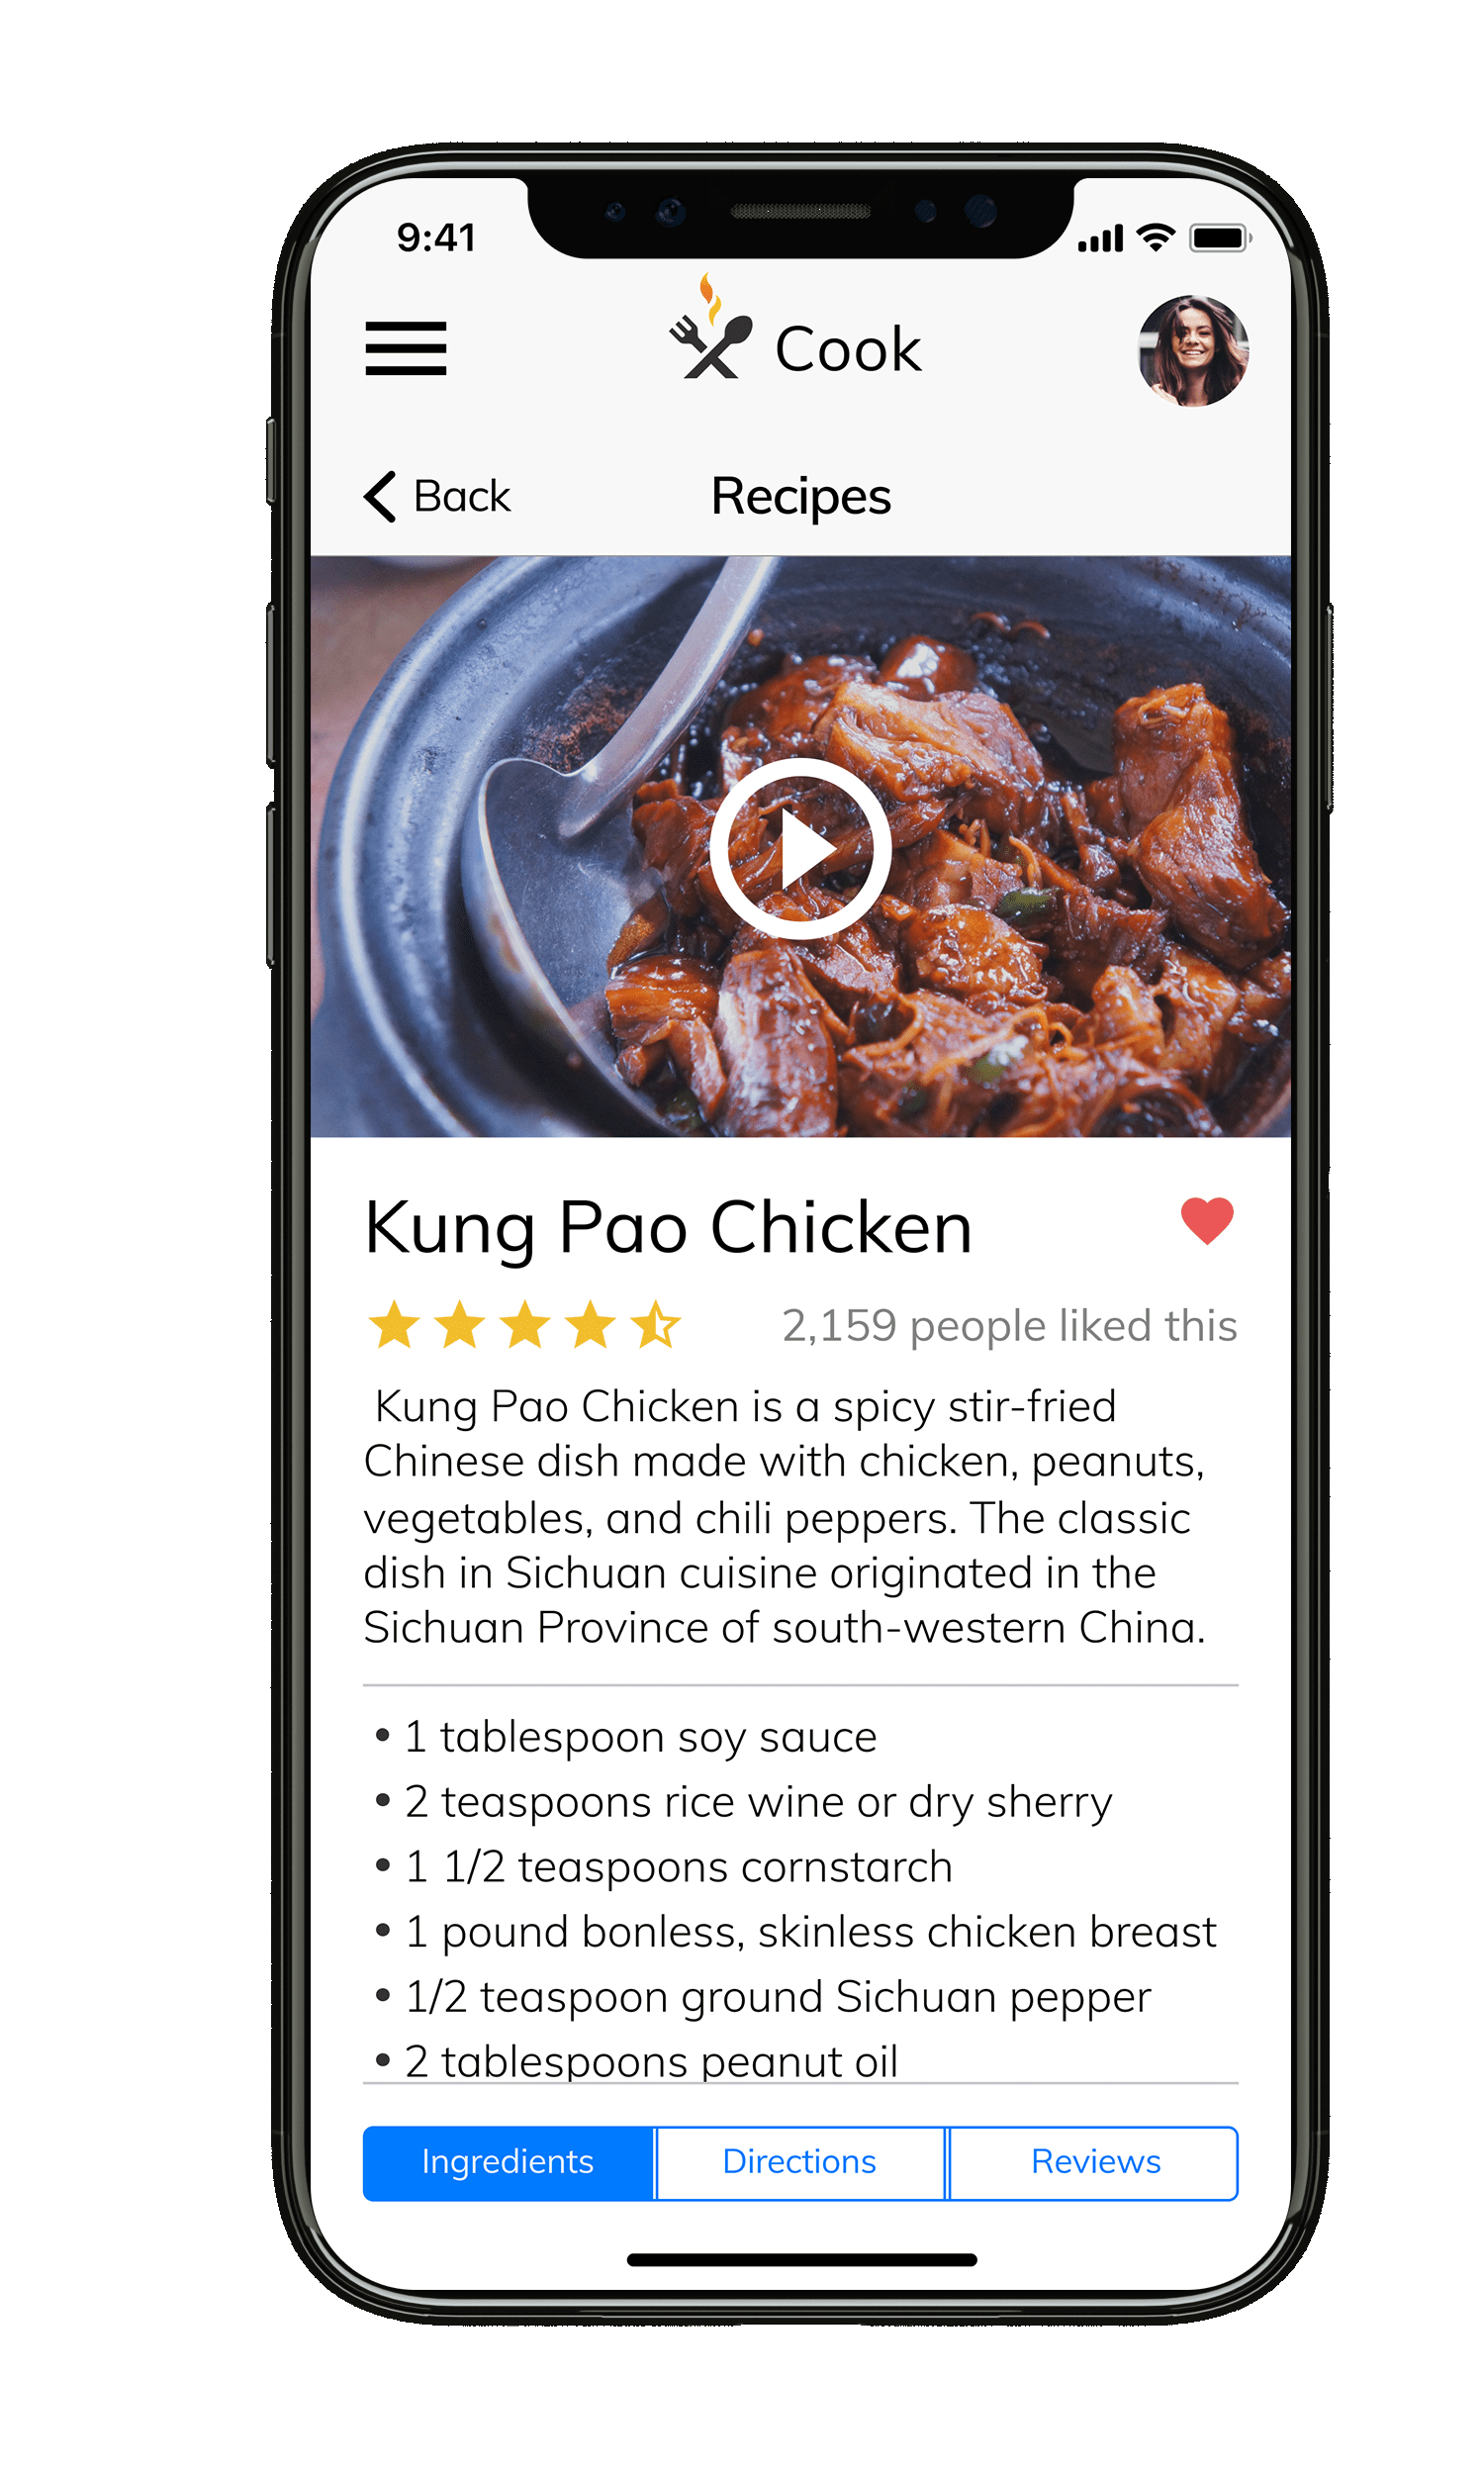 9:41
Cook
Back
Recipes
Kung Pao Chicken
2,159 people liked this
Kung Pao Chicken is a spicy stir-fried
Chinese dish made with chicken, peanuts,
vegetables, and chili peppers. The classic
dish in Sichuan cuisine originated in the
Sichuan Province of south-western China.
• 1 tablespoon soy sauce
• 2 teaspoons rice wine or dry sherry
• 1 1/2 teaspoons cornstarch
• 1 pound bonless, skinless chicken breast
• 1/2 teaspoon ground Sichuan pepper
• 2 tablespoons peanut oil
Ingredients Directions Reviews